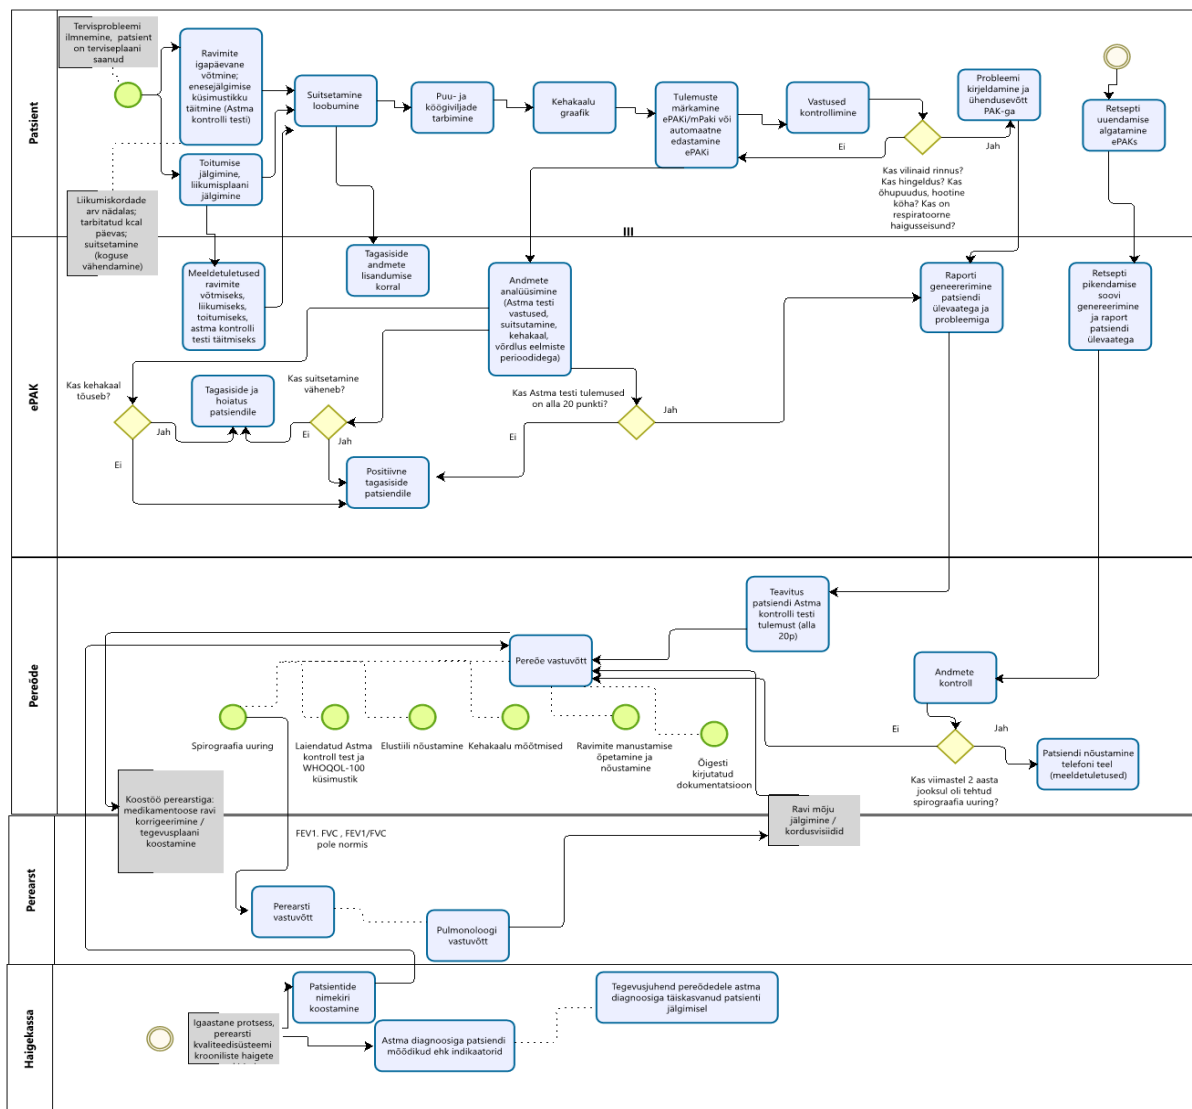 Patsient
Tervisprobleemi
ilmnemine, patsient
on terviseplaani
saanud
Ravimite
igapäevane
võtmine;
enesejälgimise
küsimustikku
täitmine (Astma
kontrolli testi)
Suitsetamine
loobumine
Puu- ja
köögiviljade
tarbimine
Kehakaalu
graafik
Tulemuste
märkamine
ePAKi/mPaki või
automaatne
edastamine
ePAKi
Vastused
kontrollimine
Probleemi
kirjeldamine ja
ühendusevõtt
PAK-ga
Retsepti
uuendamise
algatamine
ePAKs
Ei
Jah
Toitumise
jälgimine,
liikumisplaani
jälgimine
Kas vilinaid rinnus?
Kas hingeldus? Kas
õhupuudus, hootine
köha? Kas on
respiratoorne
haigusseisund?
Liikumiskordade
arv nädalas;
tarbitatud kcal
päevas;
suitsetamine
(koguse
vähendamine)
ePAK
Meeldetuletused
ravimite
võtmiseks,
liikumiseks,
toitumiseks,
astma kontrolli
testi täitmiseks
Tagasiside
andmete
lisandumise
korral
Andmete
analüüsimine
(Astma testi
vastused,
suitsutamine,
kehakaal,
võrdlus eelmiste
perioodidega)
Raporti
geneerimine
patsiendi
ülevaatega ja
probleemiga
Retsepti
pikendamise
soovi
genereerimine
ja raport
patsiendi
ülevaatega
Kas kehakaal
tõuseb?
Tagasiside ja
hoiatus
patsiendile
Kas suitsetamine
väheneb?
Kas Astma testi tulemused
on alla 20 punkti?
Jah
Ei
Jah
Ei
Jah
Ei
Positiivne
tagasiside
patsiendile
Pereõde
Teavitus
patsiendi Astma
kontrolli testi
tulemust (alla
20p)
Pereõe vastuvõtt
Andmete
kontroll
Spirograafia uuring
Laiendatud Astma
kontroll test ja
WHOQOL-100
küsimustik
Elustiili nõustamine
Kehakaalu mõõtmised
Ravimite manustamise
õpetamine ja
nõustamine
Õigesti
kirjutatud
dokumentatsioon
Ei
Jah
Patsiendi nõustamine
telefoni teel
(meeldetuletused)
Kas viimastel 2 aasta
jooksul oli tehtud
spirograafia uuring?
Koostöö perearstiga:
medikamentoose ravi
korrigeerimine /
tegevusplaani
koostamine
Ravi mõju
jälgimine /
kordusvisiidid
Perearst
FEV1. FVC , FEV1/FVC
pole normis
Perearsti
vastuvõtt
Pulmonoloogi
vastuvõtt
Haigekassa
Patsientide
nimekiri
koostamine
Tegevusjuhend pereõdedele astma
diagnoosiga täiskasvanud patsienti
jälgimisel
Igaastane protsess,
perearsti
kvaliteedisüsteemi
krooniliste haigete
Astma diagnoosiga patsiendi
mõõdikud ehk indikaatorid